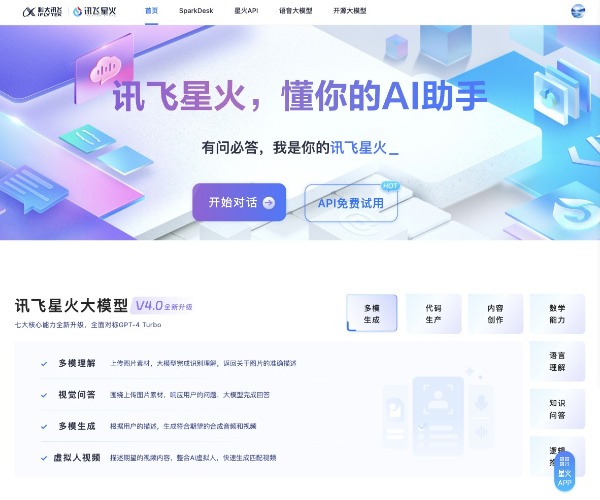 科大讯飞 iFLYTEK 讯飞星火 首页 SparkDesk 星火API 语音大模型 开源大模型
讯飞星火，懂你的AI助手
有问必答，我是你的讯飞星火_
HOT
开始对话 API免费试用
讯飞星火大模型 V4.0 全新升级
七大核心能力全新升级，全面对标GPT-4 Turbo
多模
生成
代码
生产
内容
创作
数学
能力
语言
理解
知识
问答
逻辑
多模理解 上传图片素材，大模型完成识别理解，返回关于图片的准确描述
视觉问答 围绕上传图片素材，响应用户的问题，大模型完成回答
多模生成 根据用户的描述，生成符合期望的合成音频和视频
虚拟人视频 描述期望的视频内容，整合AI虚拟人，快速生成匹配视频
星火
APP